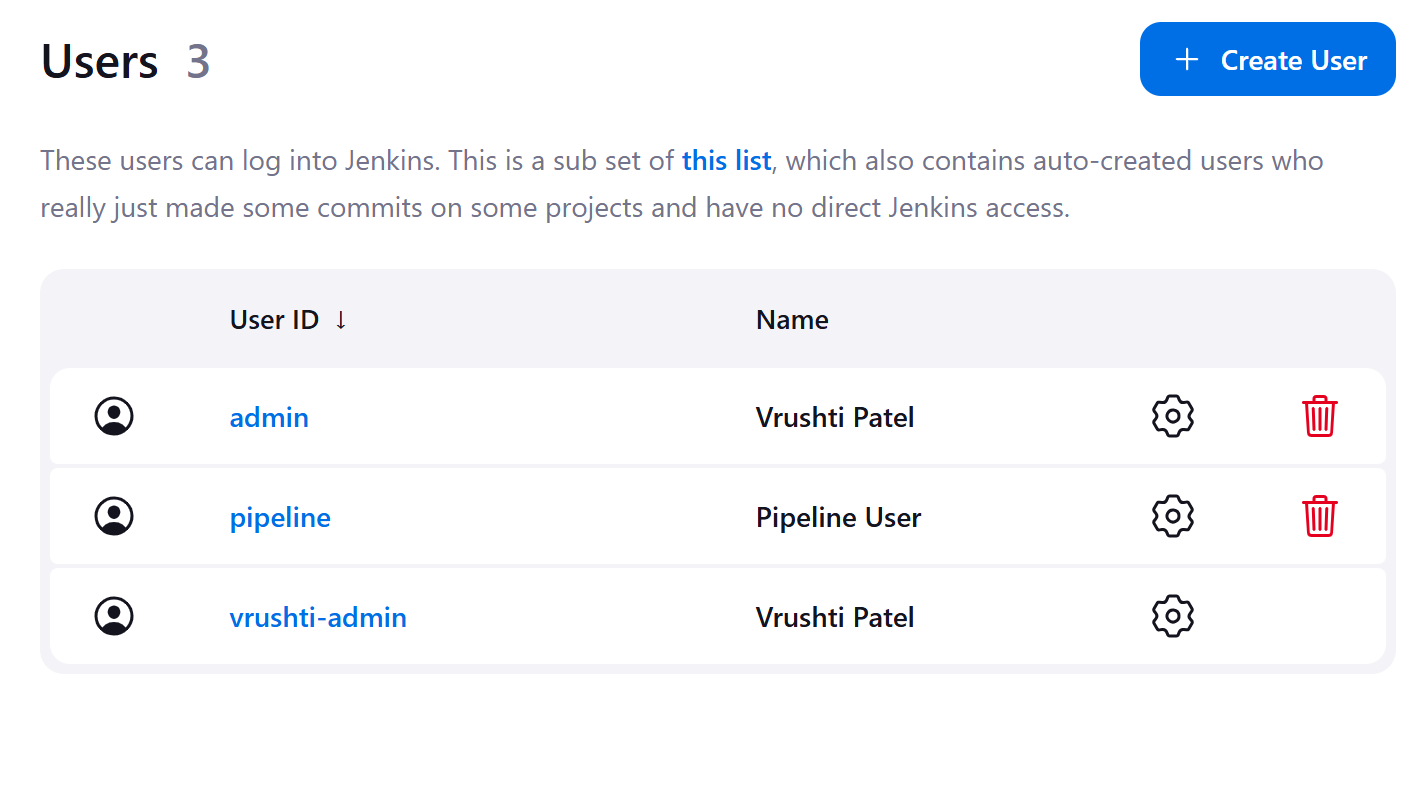 Users 3
+ Create User
These users can log into Jenkins. This is a sub set of this list, which also contains auto-created users who
really just made some commits on some projects and have no direct Jenkins access.
User ID ↓ Name
admin Vrushti Patel
pipeline Pipeline User
vrushti-admin Vrushti Patel